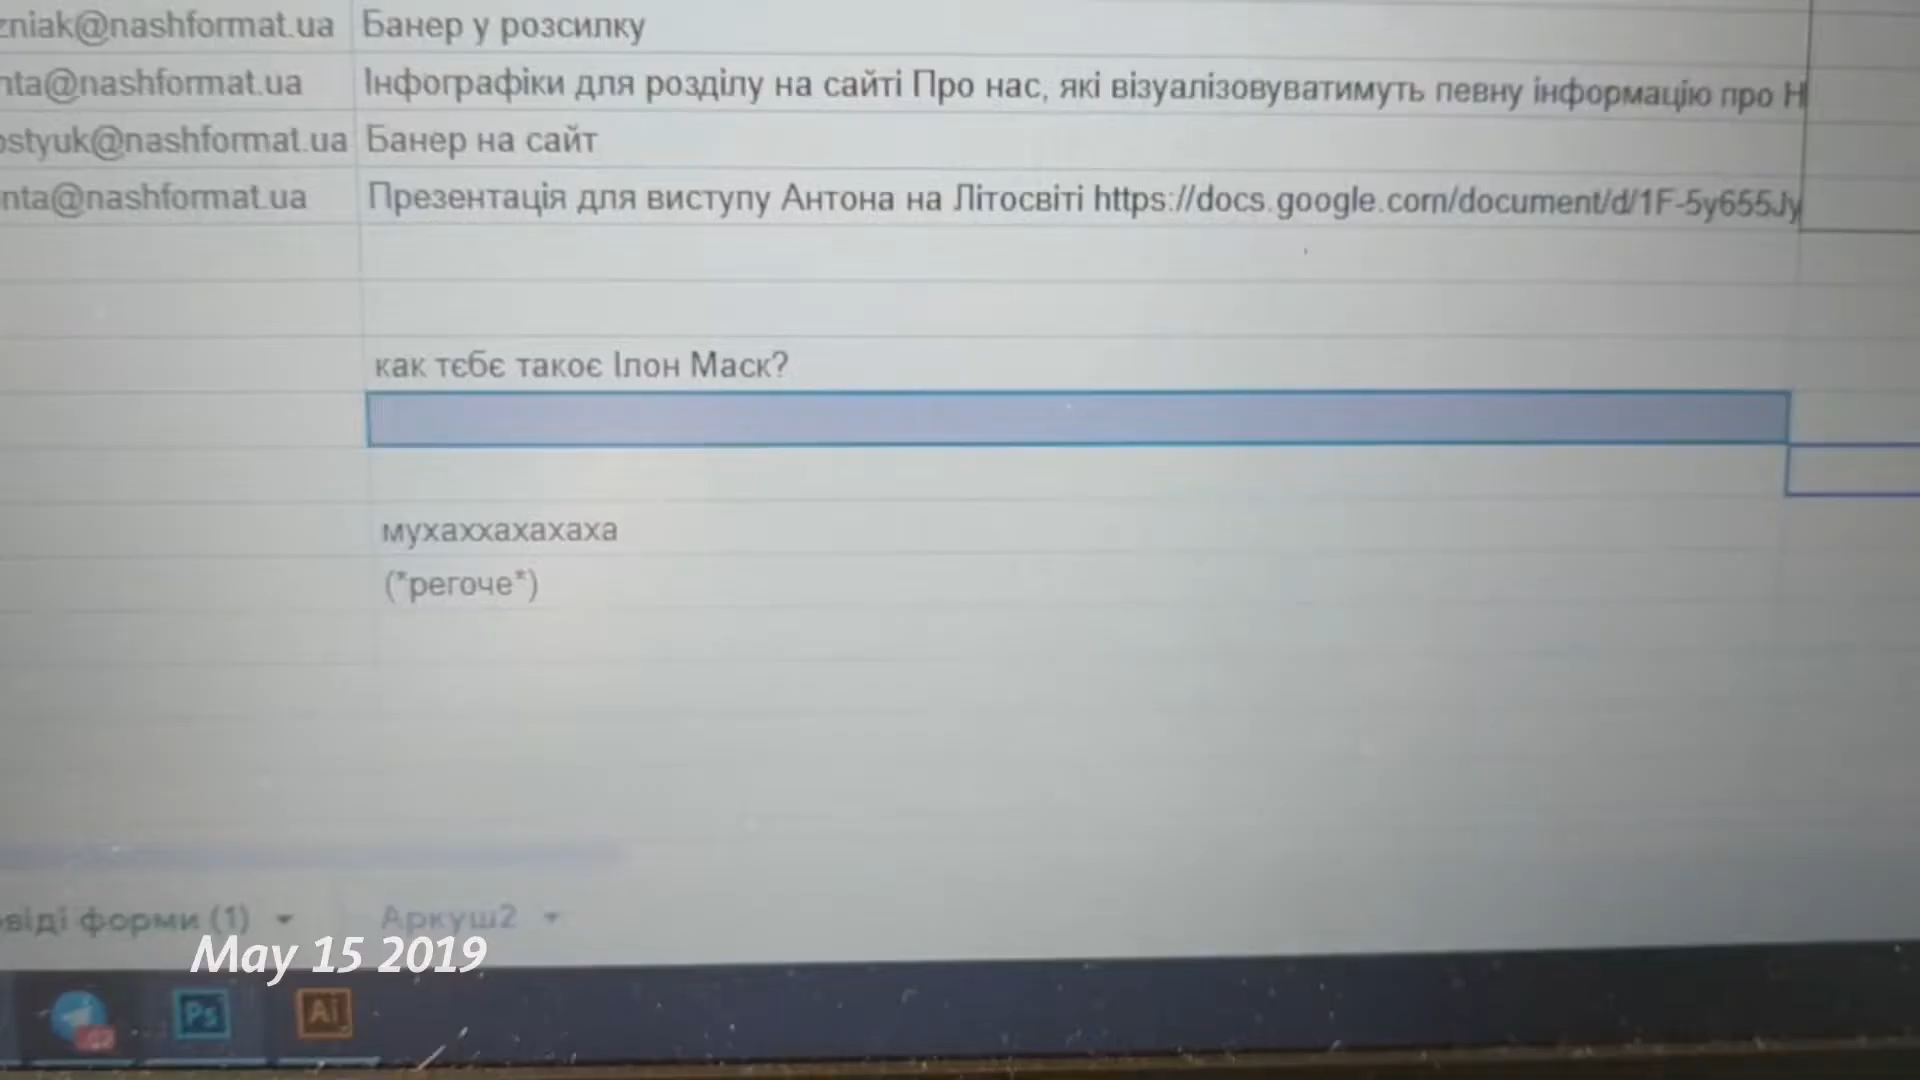 zniak@nashformat.ua Банер у розсилку
nta@nashformat.ua Інфографіки для розділу на сайті Про нас, які візуалізовуватимуть певну інформацію про Н
ostyuk@nashformat.ua Банер на сайт
nta@nashformat.ua Презентація для виступу Антона на Літосвіті https://docs.google.com/document/d/1F-5y655Jy
как тєбє такоє Ілон Маск?
мухаххахахаха
(*регоче*)
віді форми (1) Аркуш2
May 15 2019
Ps Ai